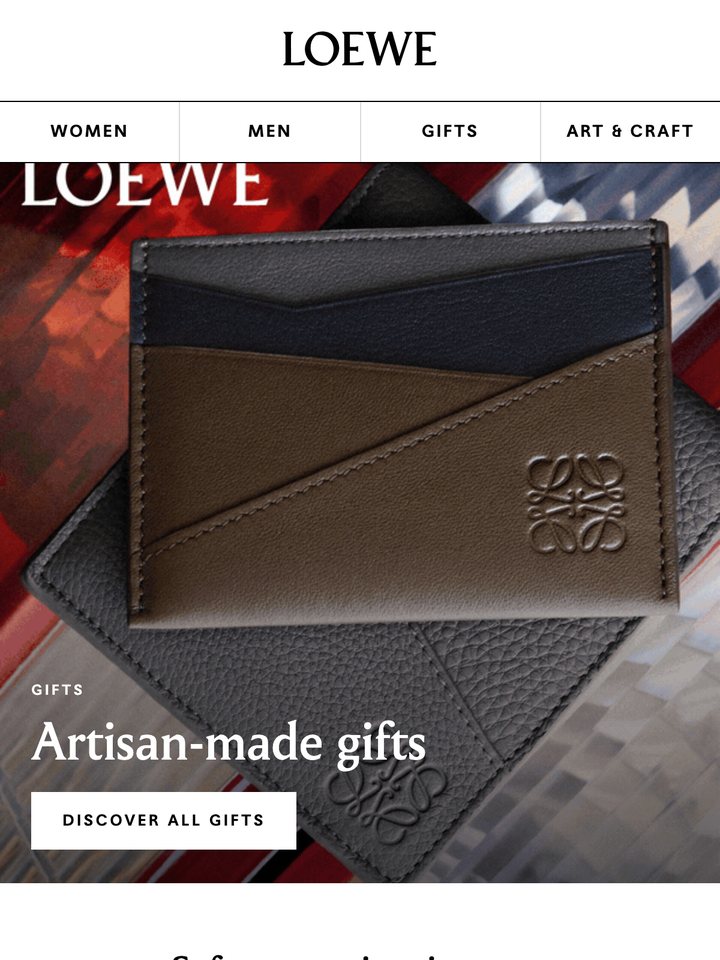 LOEWE
WOMEN
MEN
GIFTS
ART & CRAFT
LOEWE
GIFTS
Artisan-made gifts
DISCOVER ALL GIFTS